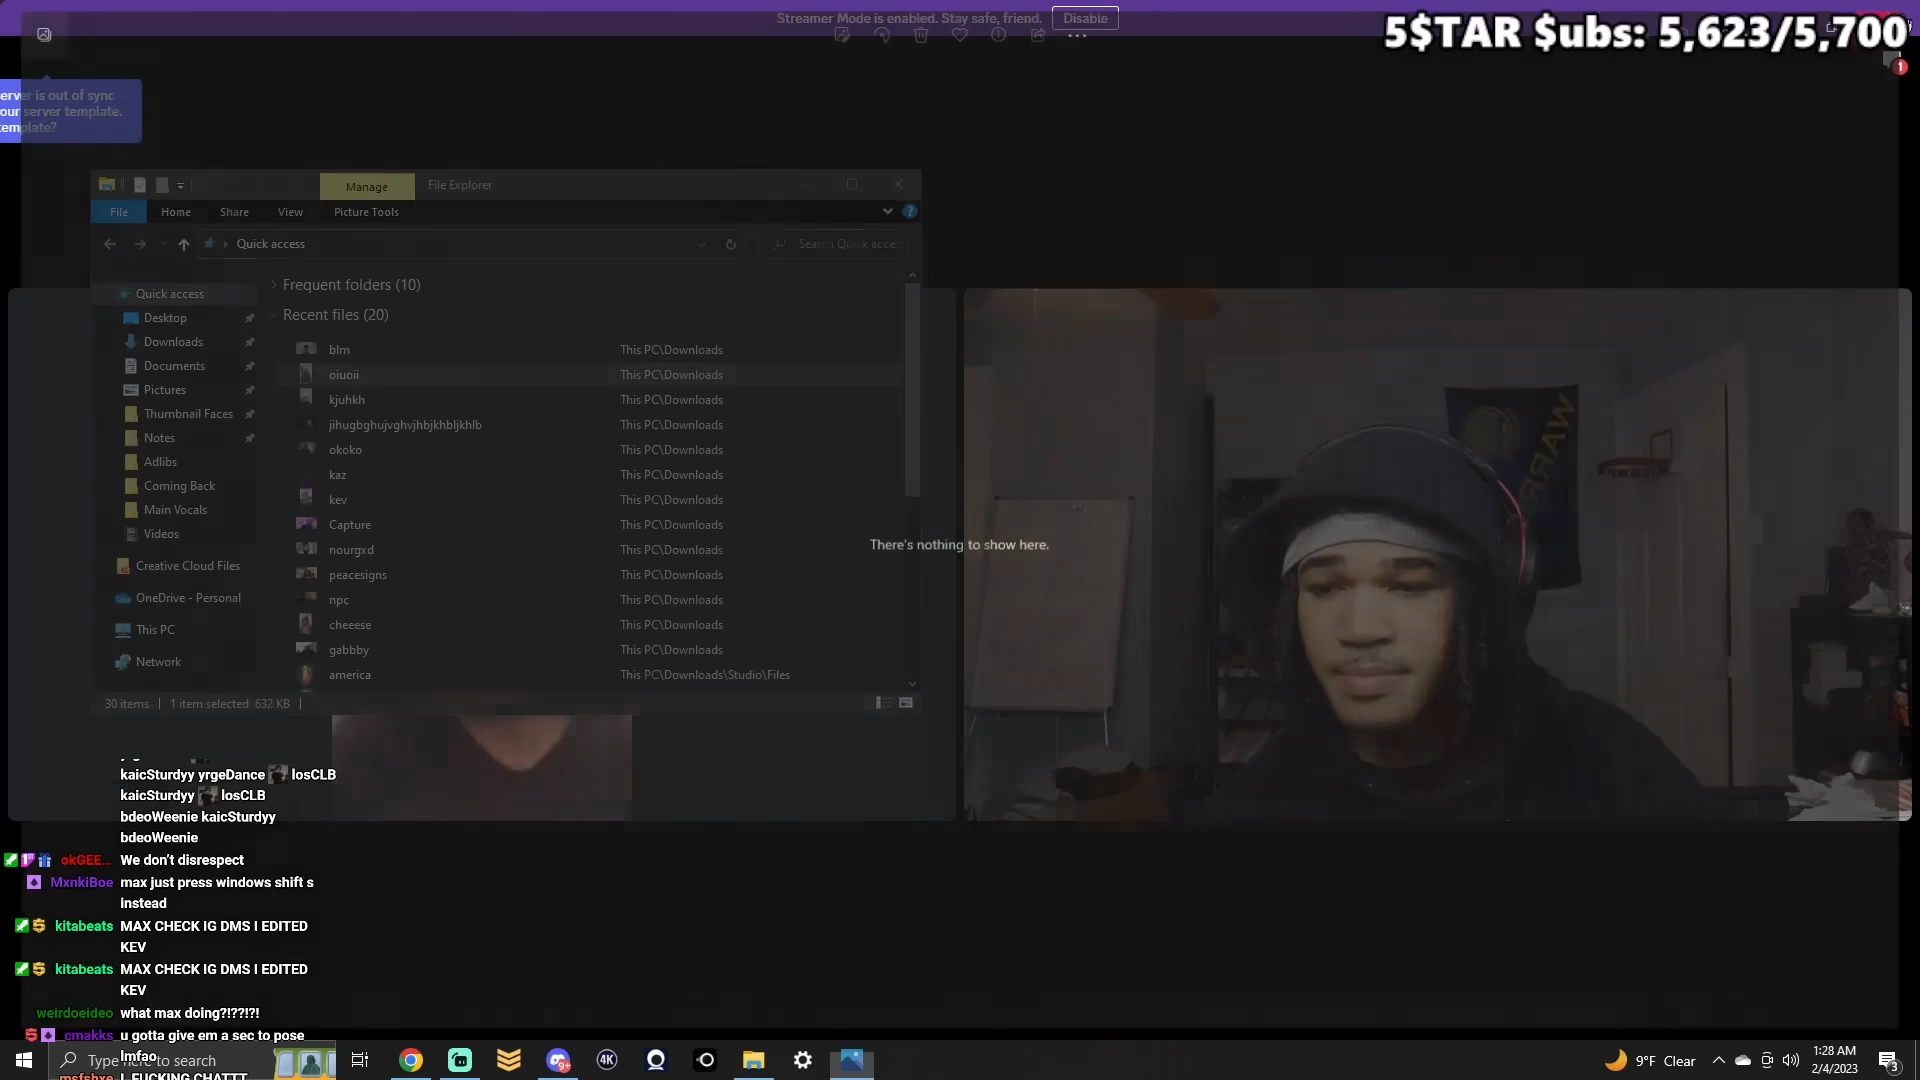 Streamer Mode is enabled. Stay safe, friend.
Disable
5$TAR $ubs: 5,623/5,700
1
erver is out of sync
our server template.
template?
Manage
File Explorer
File
Home
Share
View
Picture Tools
Quick access
Search Quick acce
Frequent folders (10)
Recent files (20)
Quick access
Desktop
Downloads
Documents
Pictures
Thumbnail Faces
Notes
Adlibs
Coming Back
Main Vocals
Videos
Creative Cloud Files
OneDrive - Personal
This PC
Network
blm This PC\Downloads
oiuoii This PC\Downloads
kjuhkh This PC\Downloads
jihugbghujvghvjhbjkhbljkhlb This PC\Downloads
okoko This PC\Downloads
kaz This PC\Downloads
kev This PC\Downloads
Capture This PC\Downloads
nourgxd This PC\Downloads
peacesigns This PC\Downloads
npc This PC\Downloads
cheeese This PC\Downloads
gabbby This PC\Downloads
america This PC\Downloads\Studio\Files
30 items
1 item selected 632 KB
There's nothing to show here.
WARR
kaicSturdyy yrgeDance losCLB
kaicSturdyy losCLB
bdeoWeenie kaicSturdyy
bdeoWeenie
okGEE... We don't disrespect
MxnkiBoe max just press windows shift s
instead
kitabeats MAX CHECK IG DMS I EDITED
KEV
kitabeats MAX CHECK IG DMS I EDITED
KEV
weirdoeideo what max doing?!??!?!
cmakks u gotta give em a sec to pose
lmfao
msfshxe L FUCKING CHATTT
Type here to search
9+
4K
9°F Clear
1:28 AM
2/4/2023
3